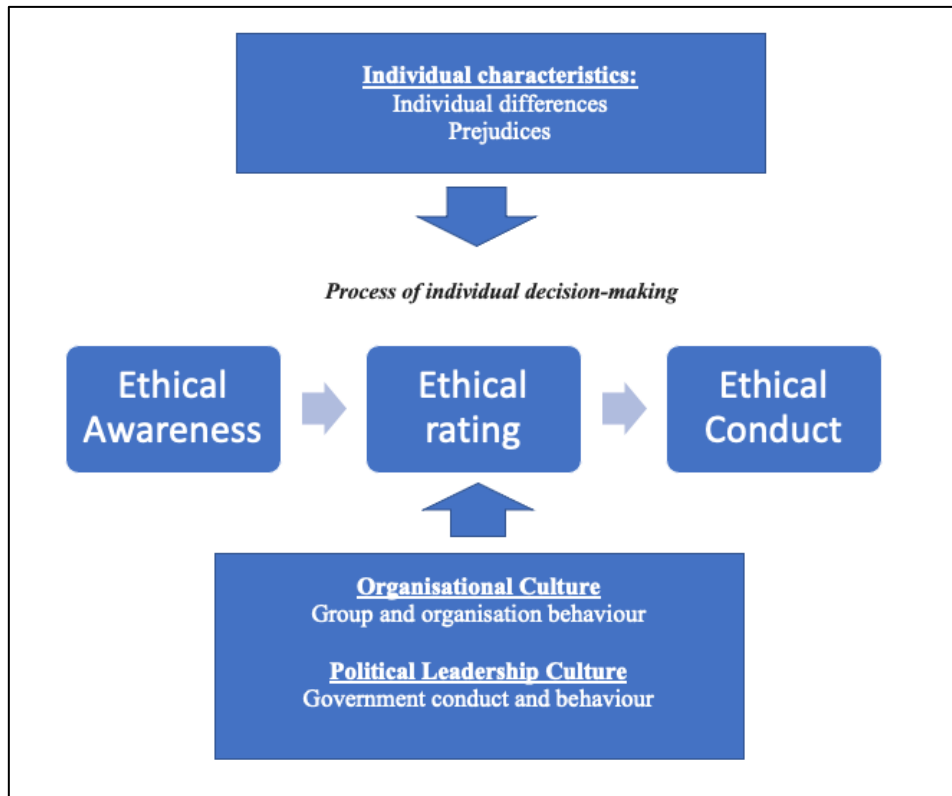 Individual characteristics:
Individual differences
Prejudices
Process of individual decision-making
Ethical
Awareness
Ethical
rating
Ethical
Conduct
Organisational Culture
Group and organisation behaviour
Political Leadership Culture
Government conduct and behaviour